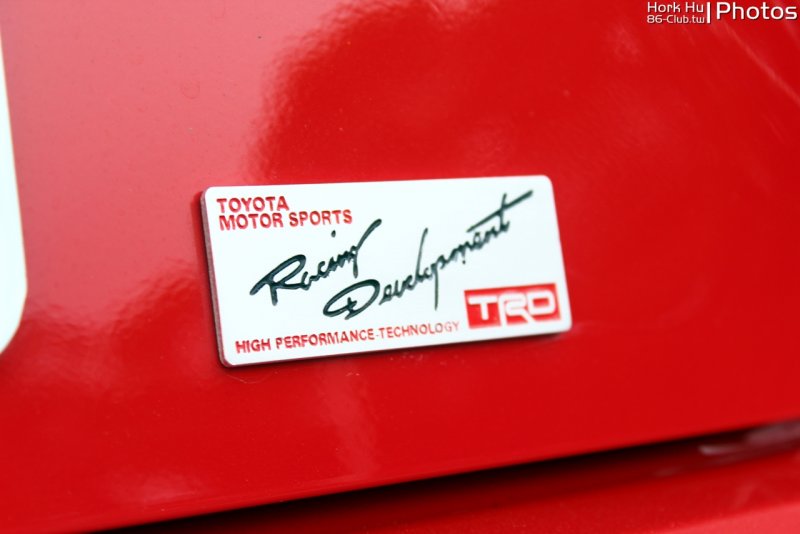 Hork Hu
86-Club.tw
Photos
TOYOTA
MOTOR SPORTS
Racing
Development
HIGH PERFORMANCE-TECHNOLOGY
TRD